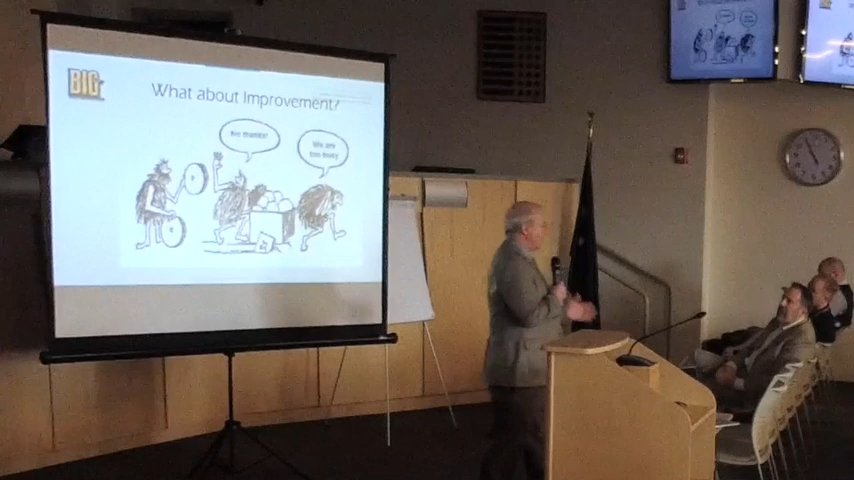 BIG
What about Improvement?
No thanks!
We are
too busy